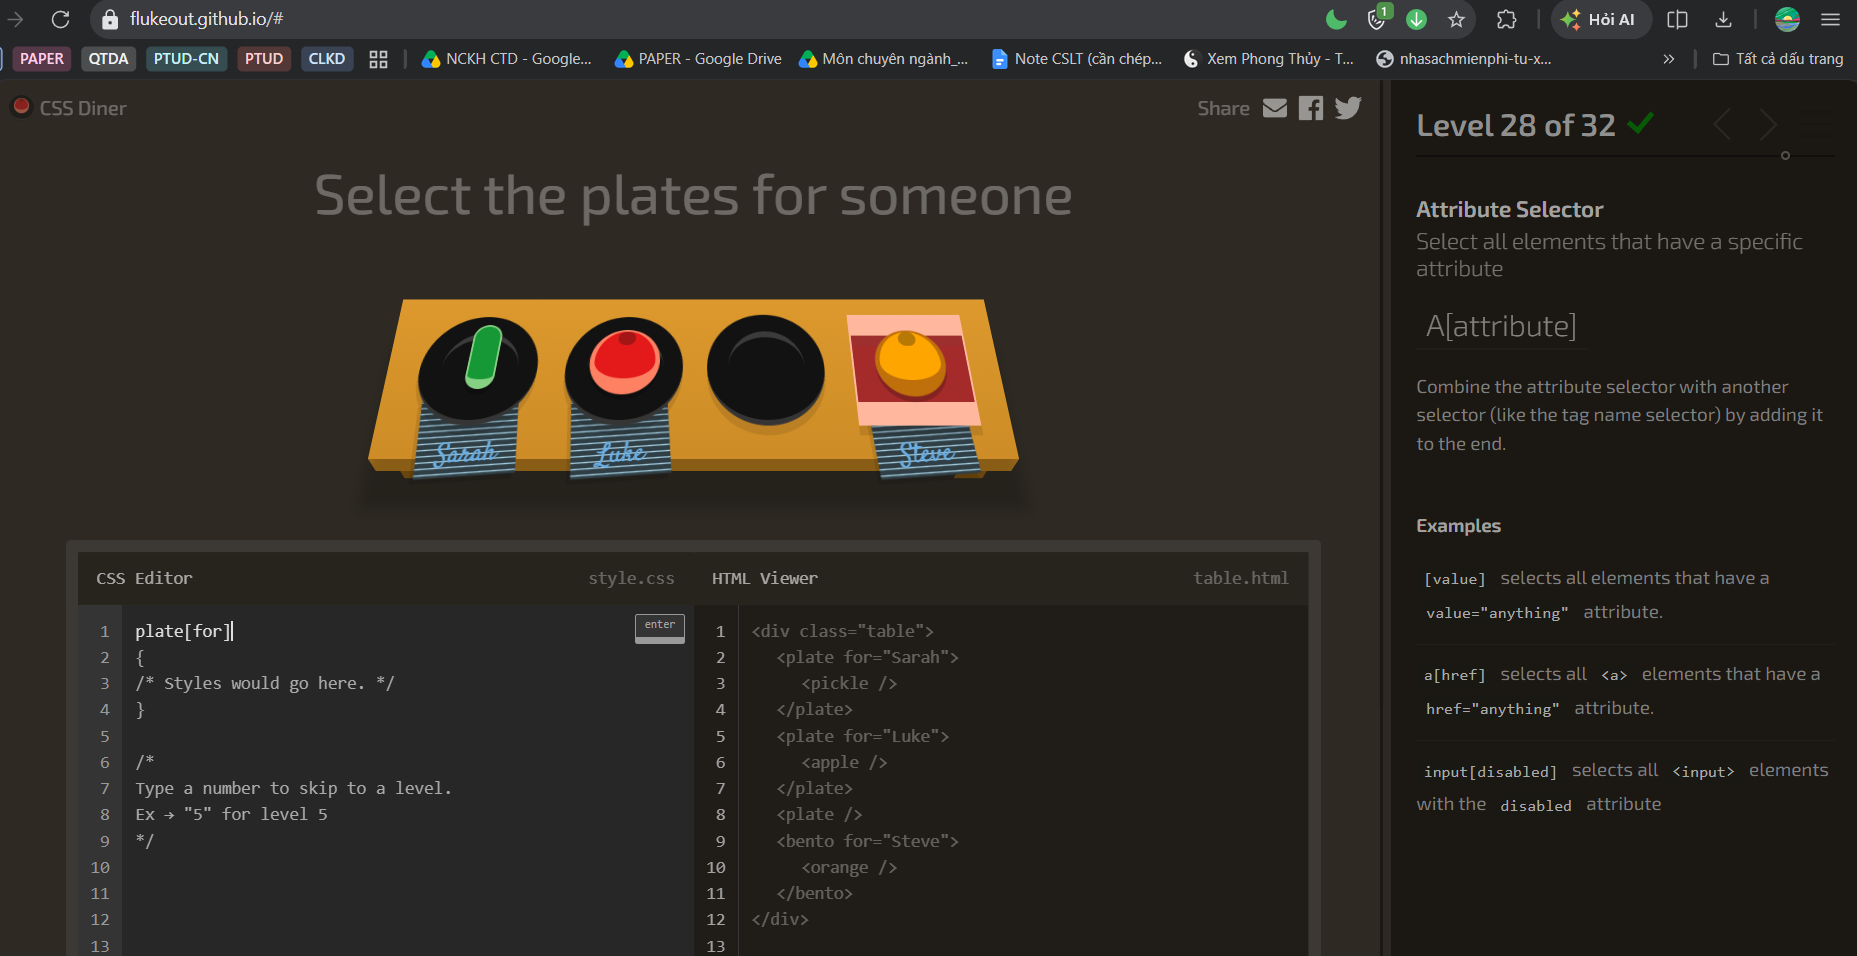 flukeout.github.io/#
1
Hỏi AI
PAPER
QTDA
PTUD-CN
PTUD
CLKD
NCKH CTD - Google...
PAPER - Google Drive
Môn chuyên ngành_...
Note CSLT (cần chép...
Xem Phong Thủy - T...
nhasachmienphi-tu-x...
»
Tất cả dấu trang
CSS Diner
Share
Select the plates for someone
Sarah
Luke
Steve
CSS Editor
style.css
1 plate[for]
enter
2 {
3 /* Styles would go here. */
4 }
5
6 /*
7 Type a number to skip to a level.
8 Ex → "5" for level 5
9 */
10
11
12
13
HTML Viewer
table.html
1 <div class="table">
2 <plate for="Sarah">
3 <pickle />
4 </plate>
5 <plate for="Luke">
6 <apple />
7 </plate>
8 <plate />
9 <bento for="Steve">
10 <orange />
11 </bento>
12 </div>
13
Level 28 of 32
Attribute Selector
Select all elements that have a specific
attribute
A[attribute]
Combine the attribute selector with another
selector (like the tag name selector) by adding it
to the end.
Examples
[value] selects all elements that have a
value="anything" attribute.
a[href] selects all <a> elements that have a
href="anything" attribute.
input[disabled] selects all <input> elements
with the disabled attribute